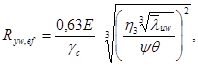 R_{yw,ef} = \frac{0,63E}{\gamma_c} \sqrt[3]{\left(\frac{\eta_3 \sqrt[3]{\overline{\lambda}_{uw}}}{\psi\theta}\right)^2},